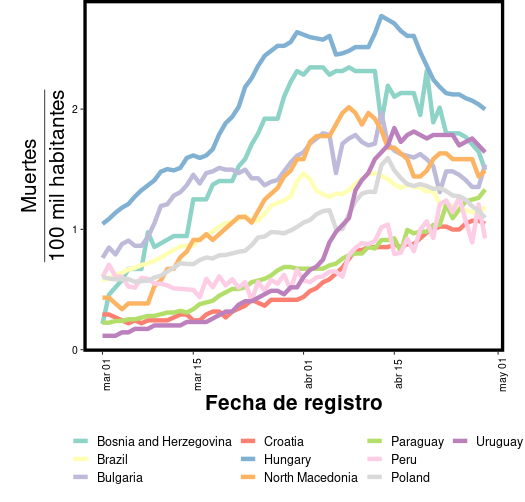 Muertes
100 mil habitantes
2
1
0
mar 01
mar 15
abr 01
abr 15
may 01
Fecha de registro
Bosnia and Herzegovina
Croatia
Paraguay
Uruguay
Brazil
Hungary
Peru
Bulgaria
North Macedonia
Poland